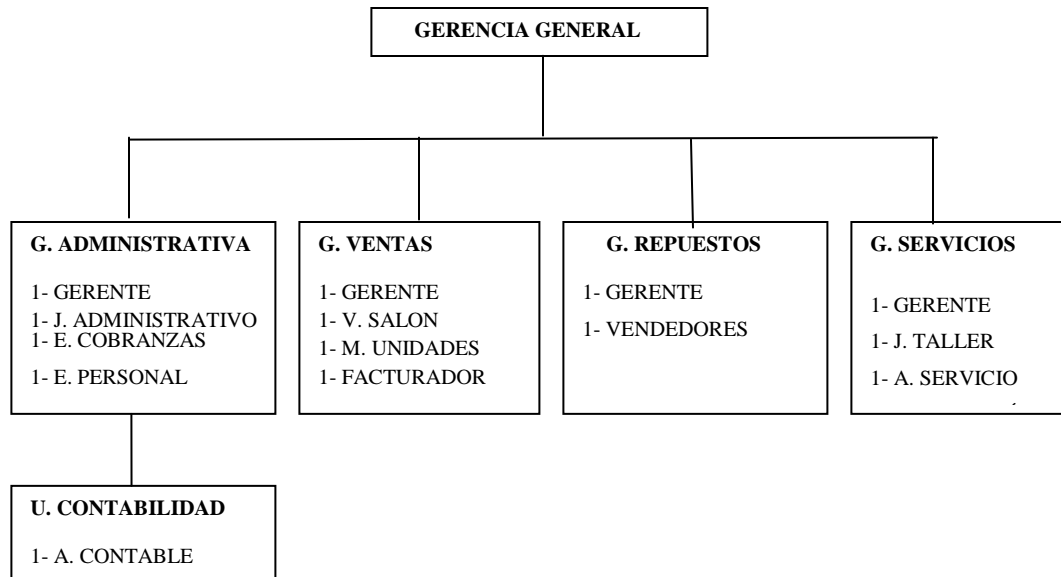 GERENCIA GENERAL
G. ADMINISTRATIVA
1- GERENTE
1- J. ADMINISTRATIVO
1- E. COBRANZAS
1- E. PERSONAL
G. VENTAS
1- GERENTE
1- V. SALON
1- M. UNIDADES
1- FACTURADOR
G. REPUESTOS
1- GERENTE
1- VENDEDORES
G. SERVICIOS
1- GERENTE
1- J. TALLER
1- A. SERVICIO
U. CONTABILIDAD
1- A. CONTABLE